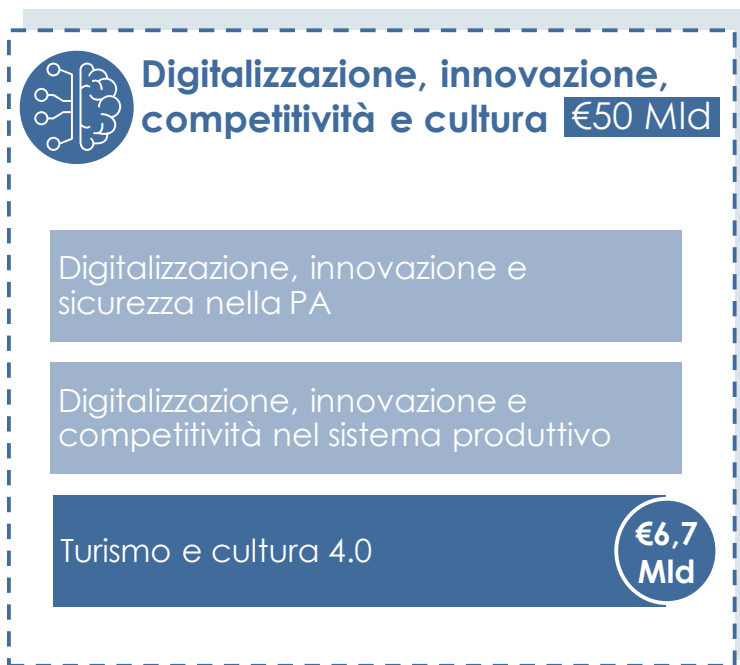 Digitalizzazione, innovazione,
competitività e cultura €50 Mld
Digitalizzazione, innovazione e
sicurezza nella PA
Digitalizzazione, innovazione e
competitività nel sistema produttivo
Turismo e cultura 4.0
€6,7
Mld